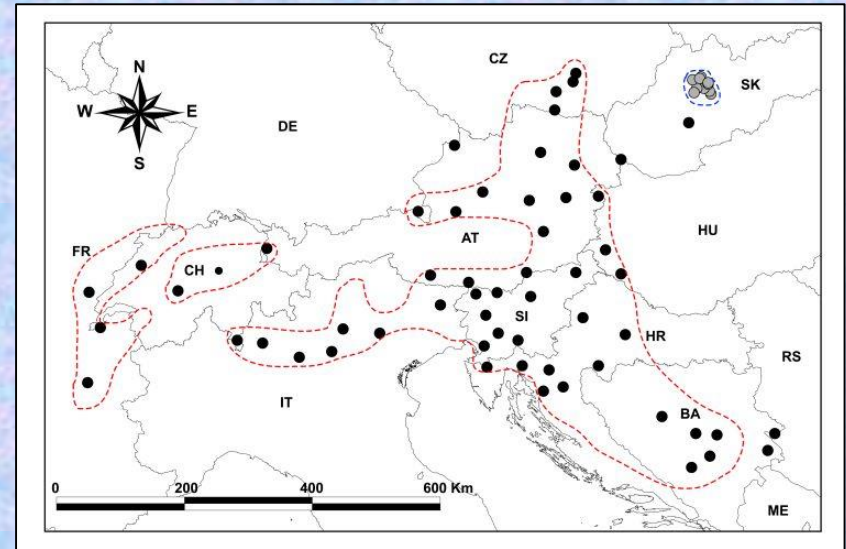 CZ
SK
N
W E
S
DE
FR
CH
AT
HU
SI
HR
RS
IT
BA
ME
0 200 400 600 Km